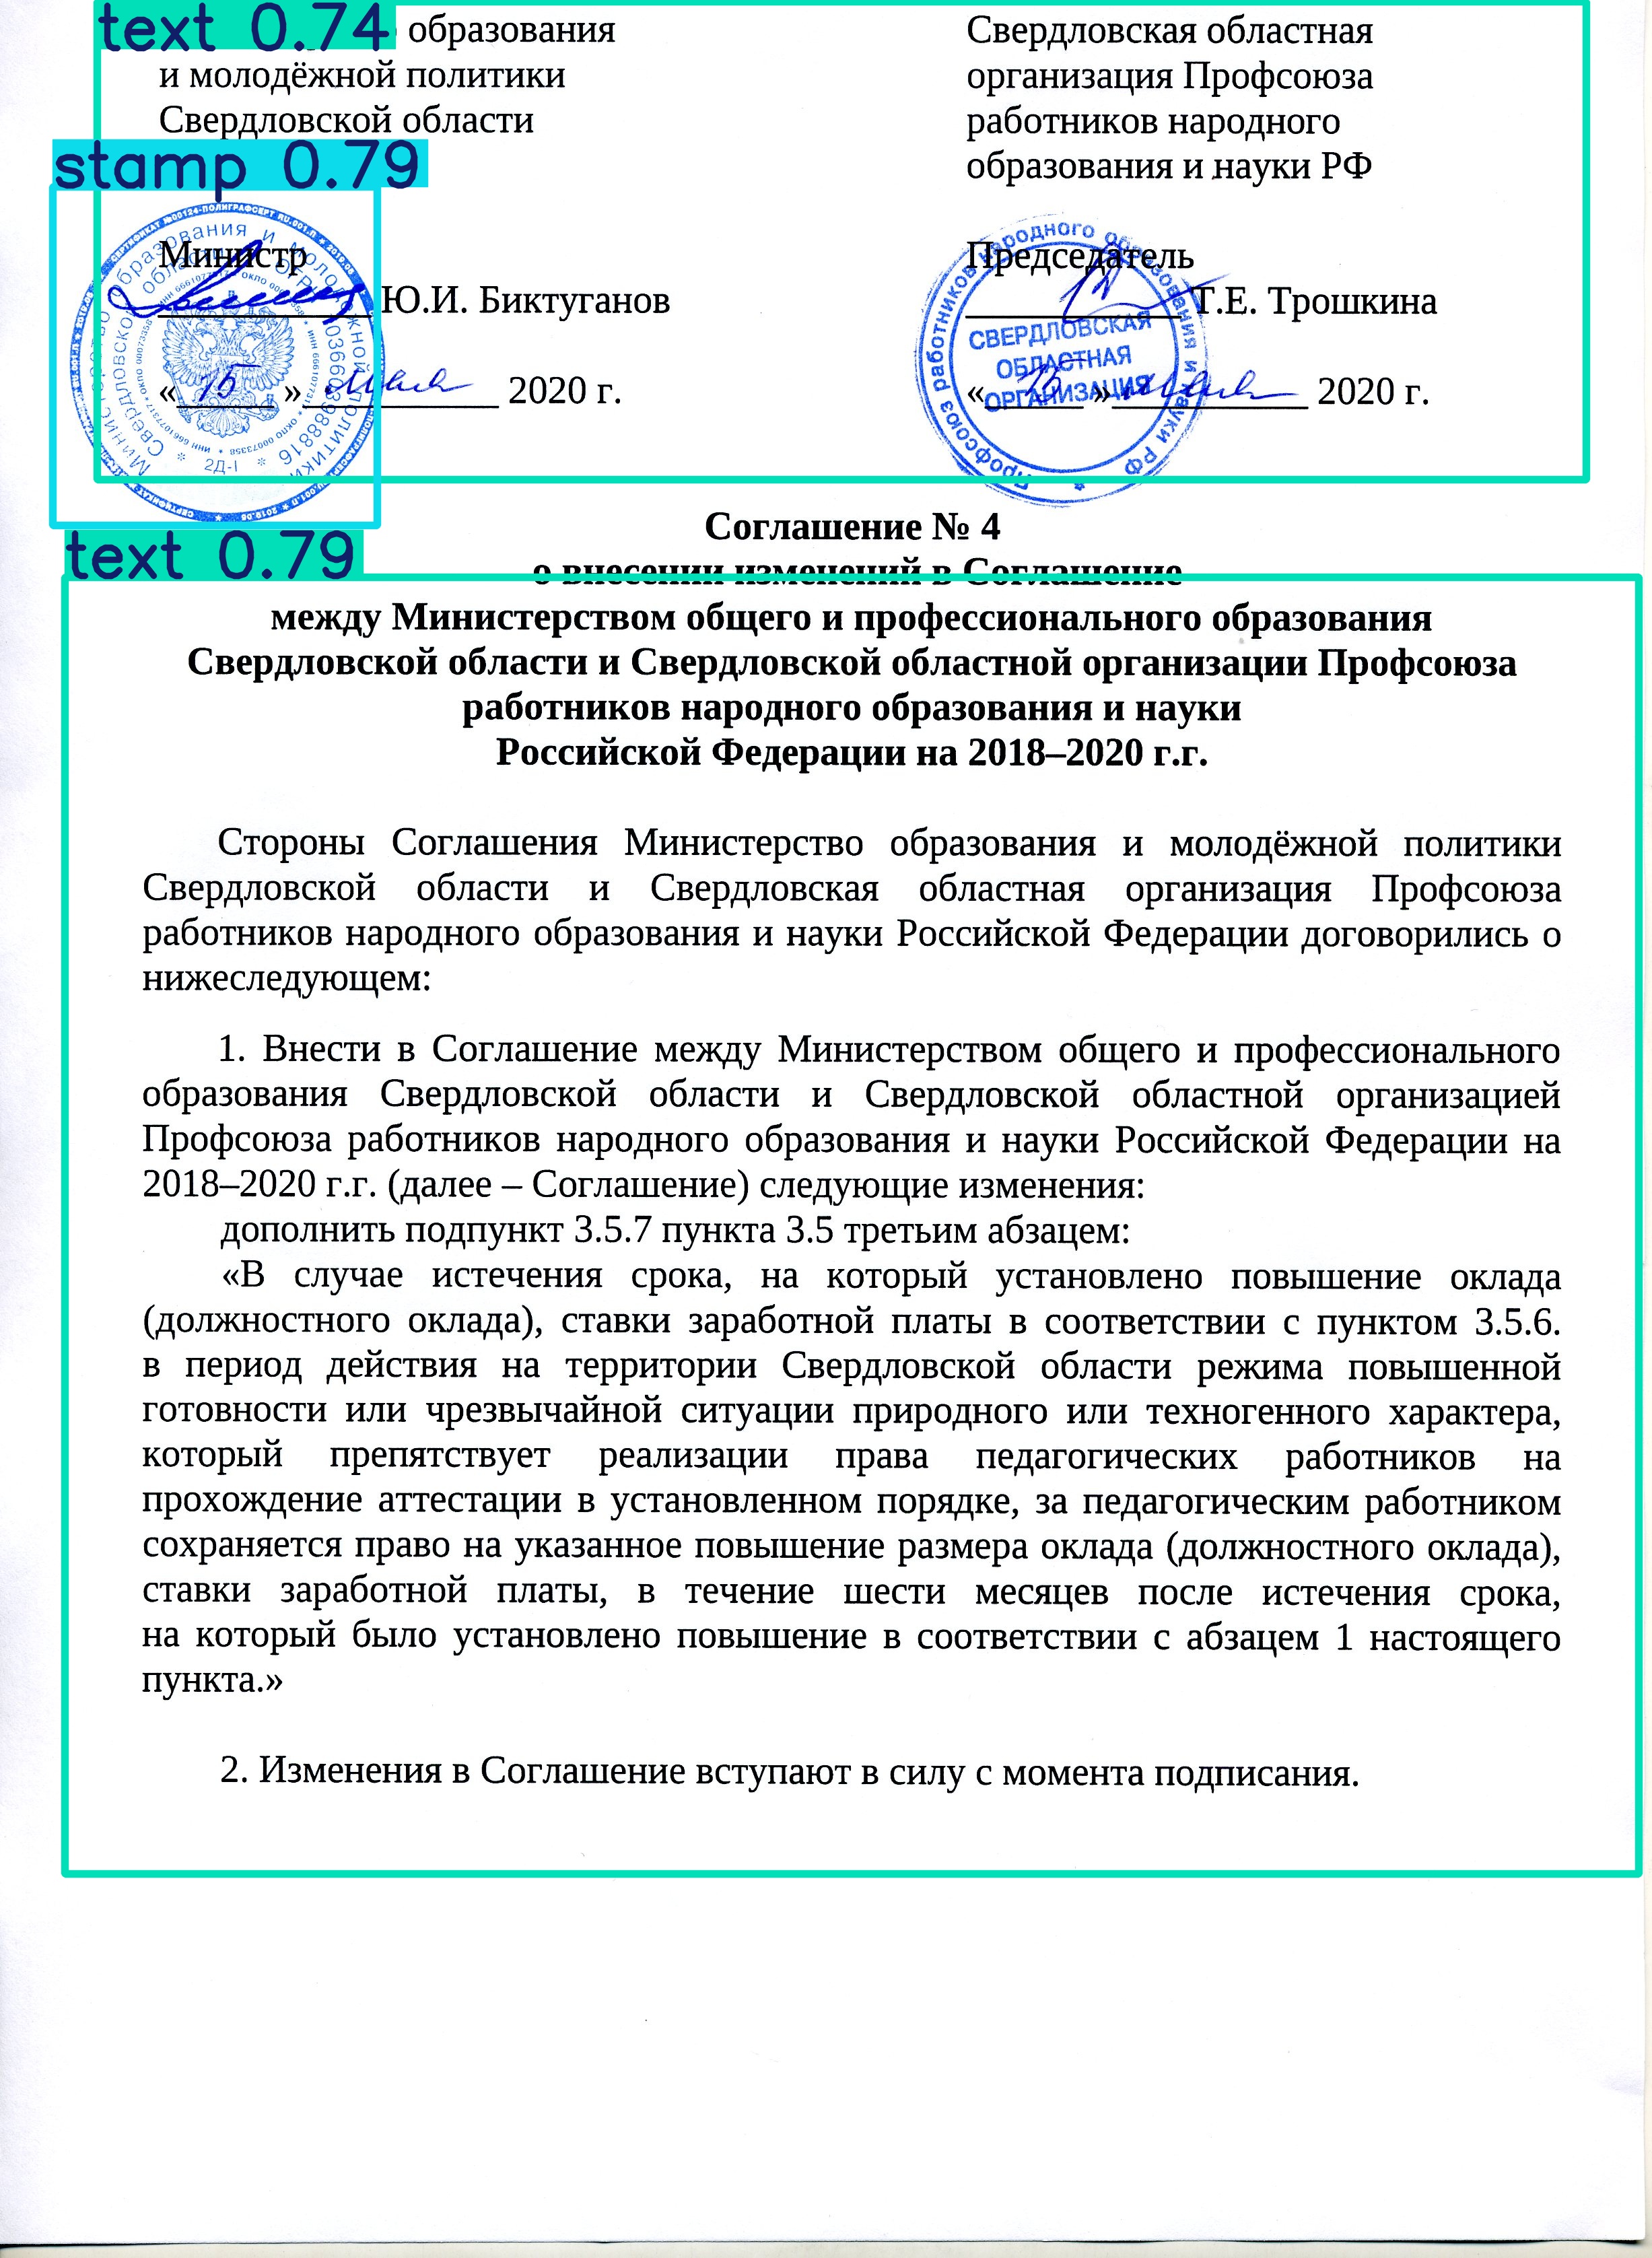 text 0.74
образования
и молодёжной политики
Свердловской области
stamp 0.79
Министр
Ю.И. Биктуганов
«15» мая 2020 г.
Свердловская областная
организация Профсоюза
работников народного
образования и науки РФ
Председатель
Т.Е. Трошкина
«15» мая 2020 г.
СВЕРДЛОВСКАЯ
ОБЛАСТНАЯ
ОРГАНИЗАЦИЯ
Профсоюз работников народного образования и науки РФ
2Д-I
text 0.79
Соглашение № 4
о внесении изменений в Соглашение
между Министерством общего и профессионального образования
Свердловской области и Свердловской областной организации Профсоюза
работников народного образования и науки
Российской Федерации на 2018–2020 г.г.
Стороны Соглашения Министерство образования и молодёжной политики
Свердловской области и Свердловская областная организация Профсоюза
работников народного образования и науки Российской Федерации договорились о
нижеследующем:
1. Внести в Соглашение между Министерством общего и профессионального
образования Свердловской области и Свердловской областной организацией
Профсоюза работников народного образования и науки Российской Федерации на
2018–2020 г.г. (далее – Соглашение) следующие изменения:
дополнить подпункт 3.5.7 пункта 3.5 третьим абзацем:
«В случае истечения срока, на который установлено повышение оклада
(должностного оклада), ставки заработной платы в соответствии с пунктом 3.5.6.
в период действия на территории Свердловской области режима повышенной
готовности или чрезвычайной ситуации природного или техногенного характера,
который препятствует реализации права педагогических работников на
прохождение аттестации в установленном порядке, за педагогическим работником
сохраняется право на указанное повышение размера оклада (должностного оклада),
ставки заработной платы, в течение шести месяцев после истечения срока,
на который было установлено повышение в соответствии с абзацем 1 настоящего
пункта.»
2. Изменения в Соглашение вступают в силу с момента подписания.